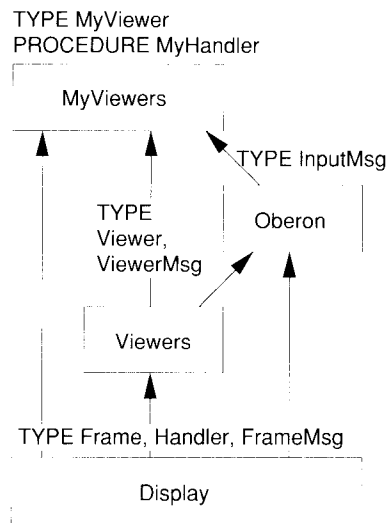 TYPE MyViewer
PROCEDURE MyHandler
MyViewers
TYPE InputMsg
TYPE
Viewer,
ViewerMsg
Oberon
Viewers
TYPE Frame, Handler, FrameMsg
Display